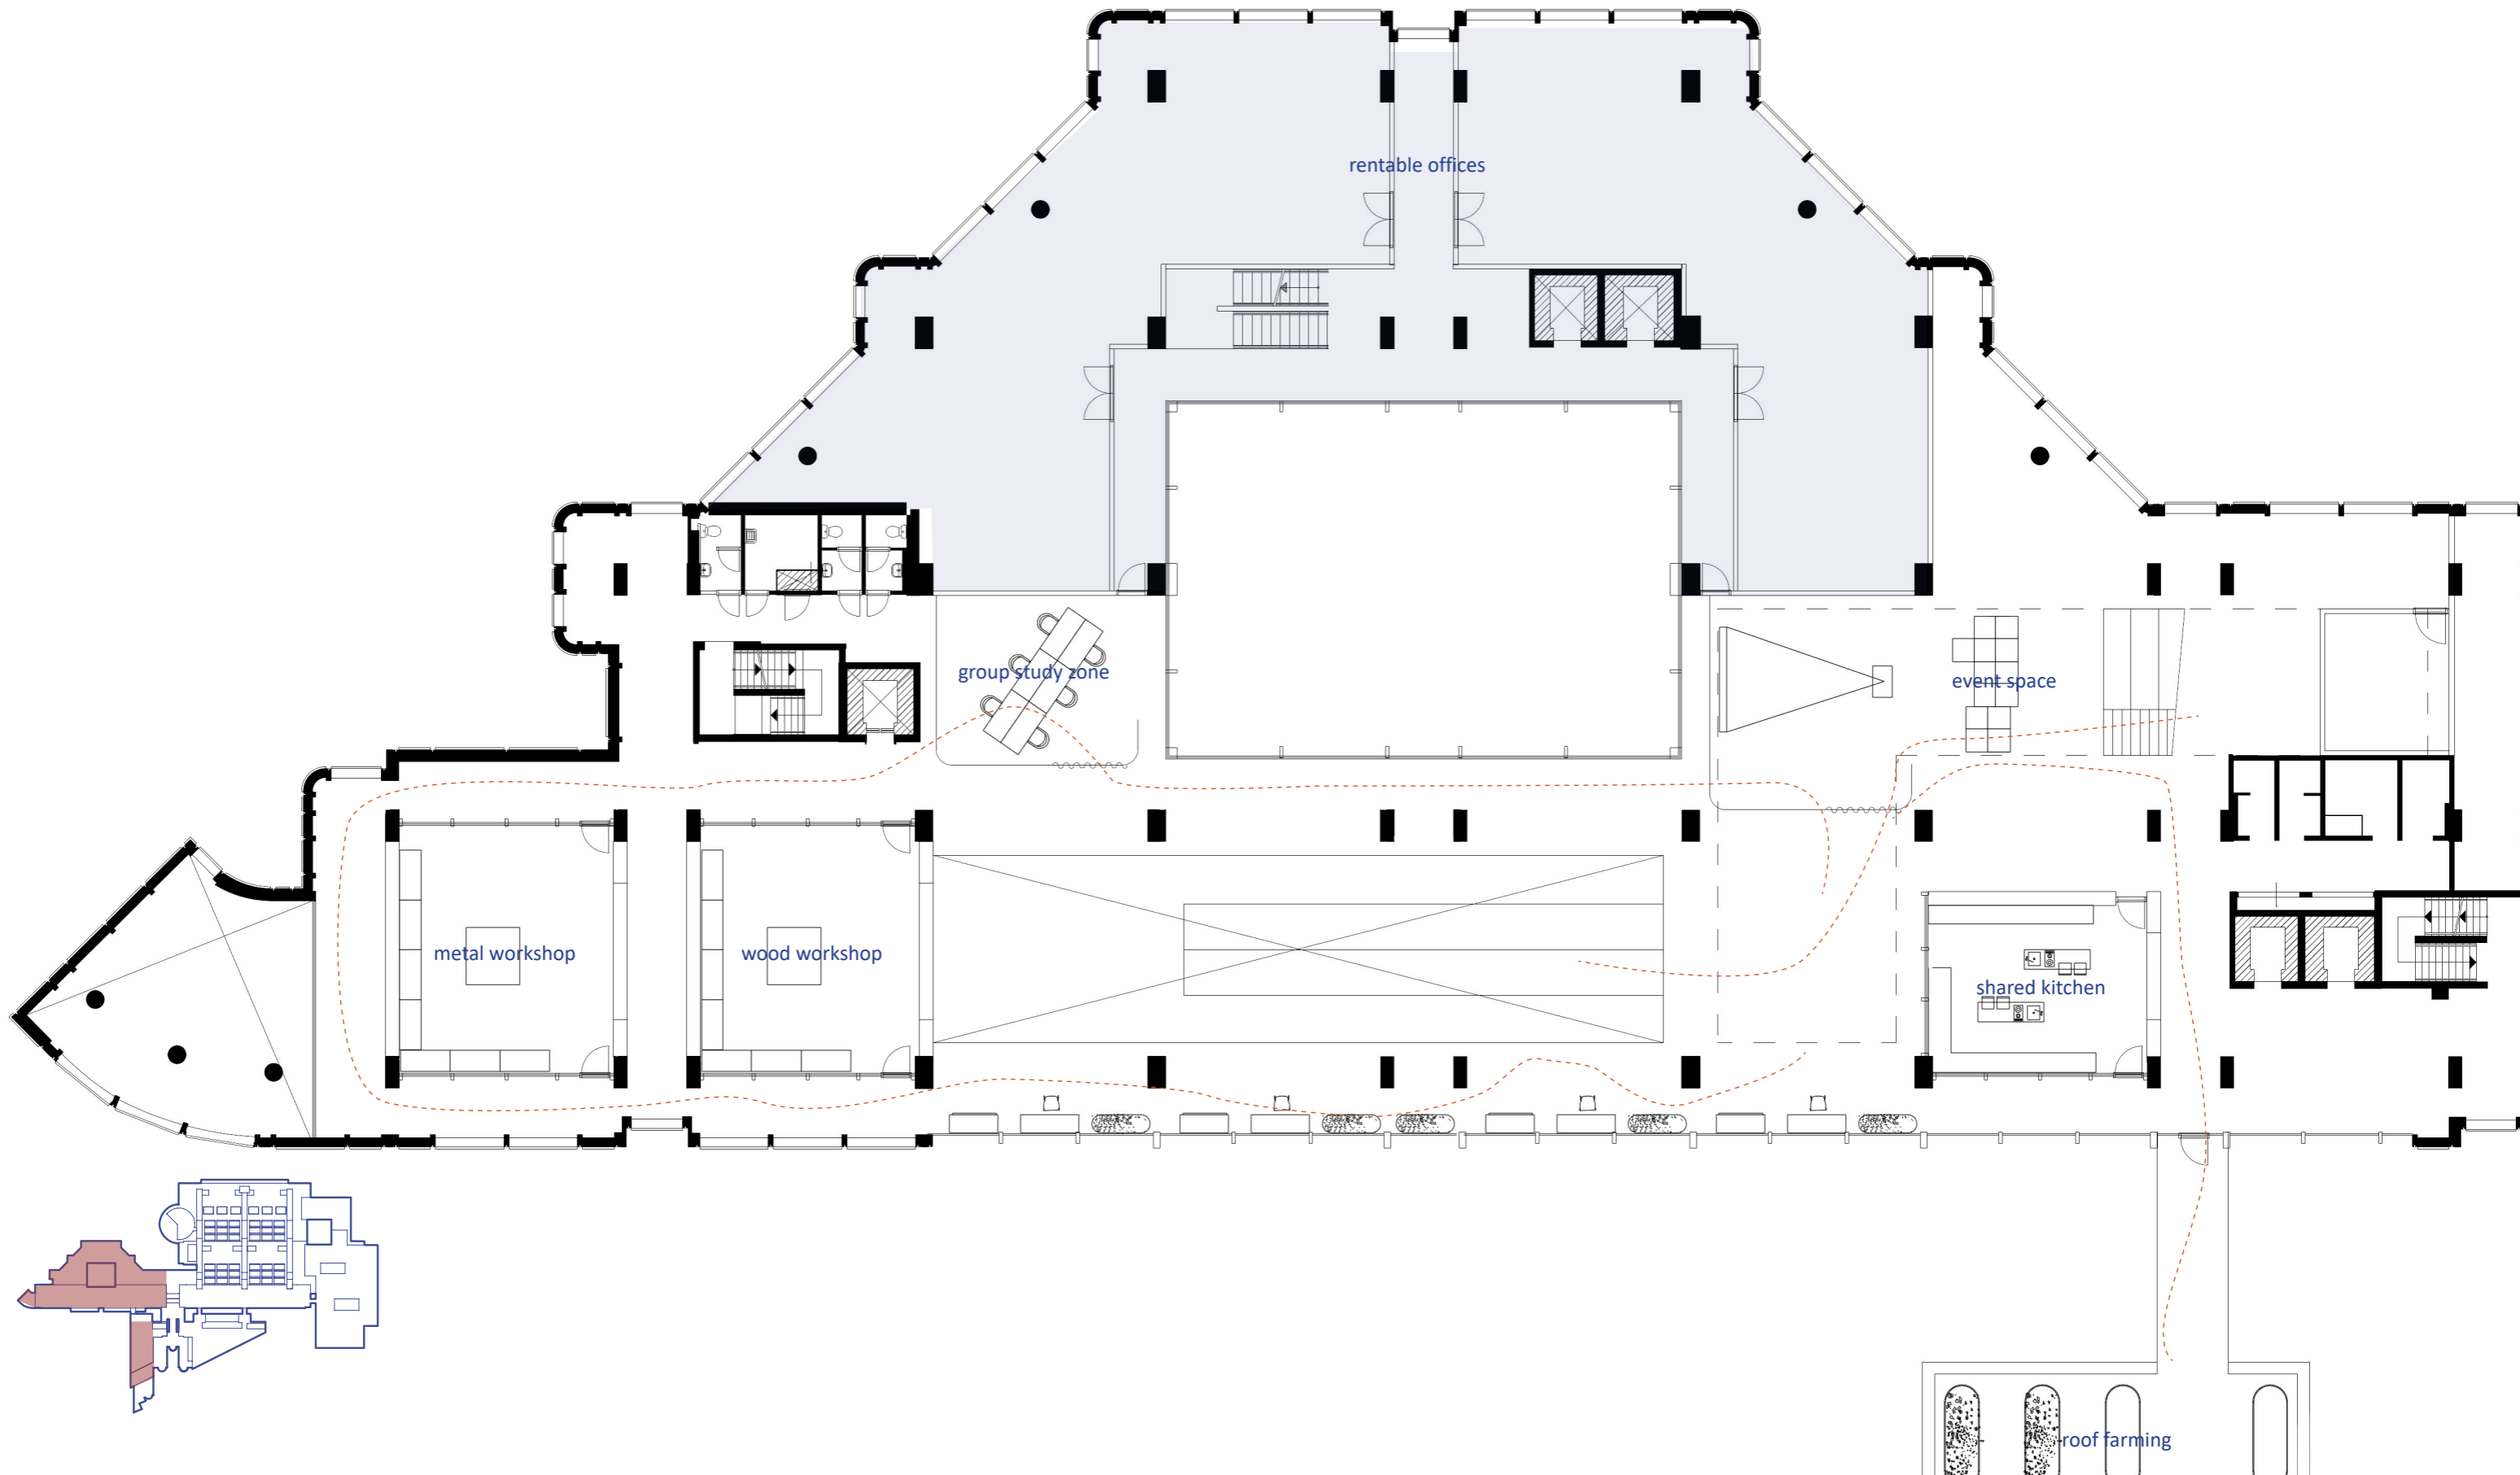 rentable offices
group study zone
event space
metal workshop
wood workshop
shared kitchen
roof farming